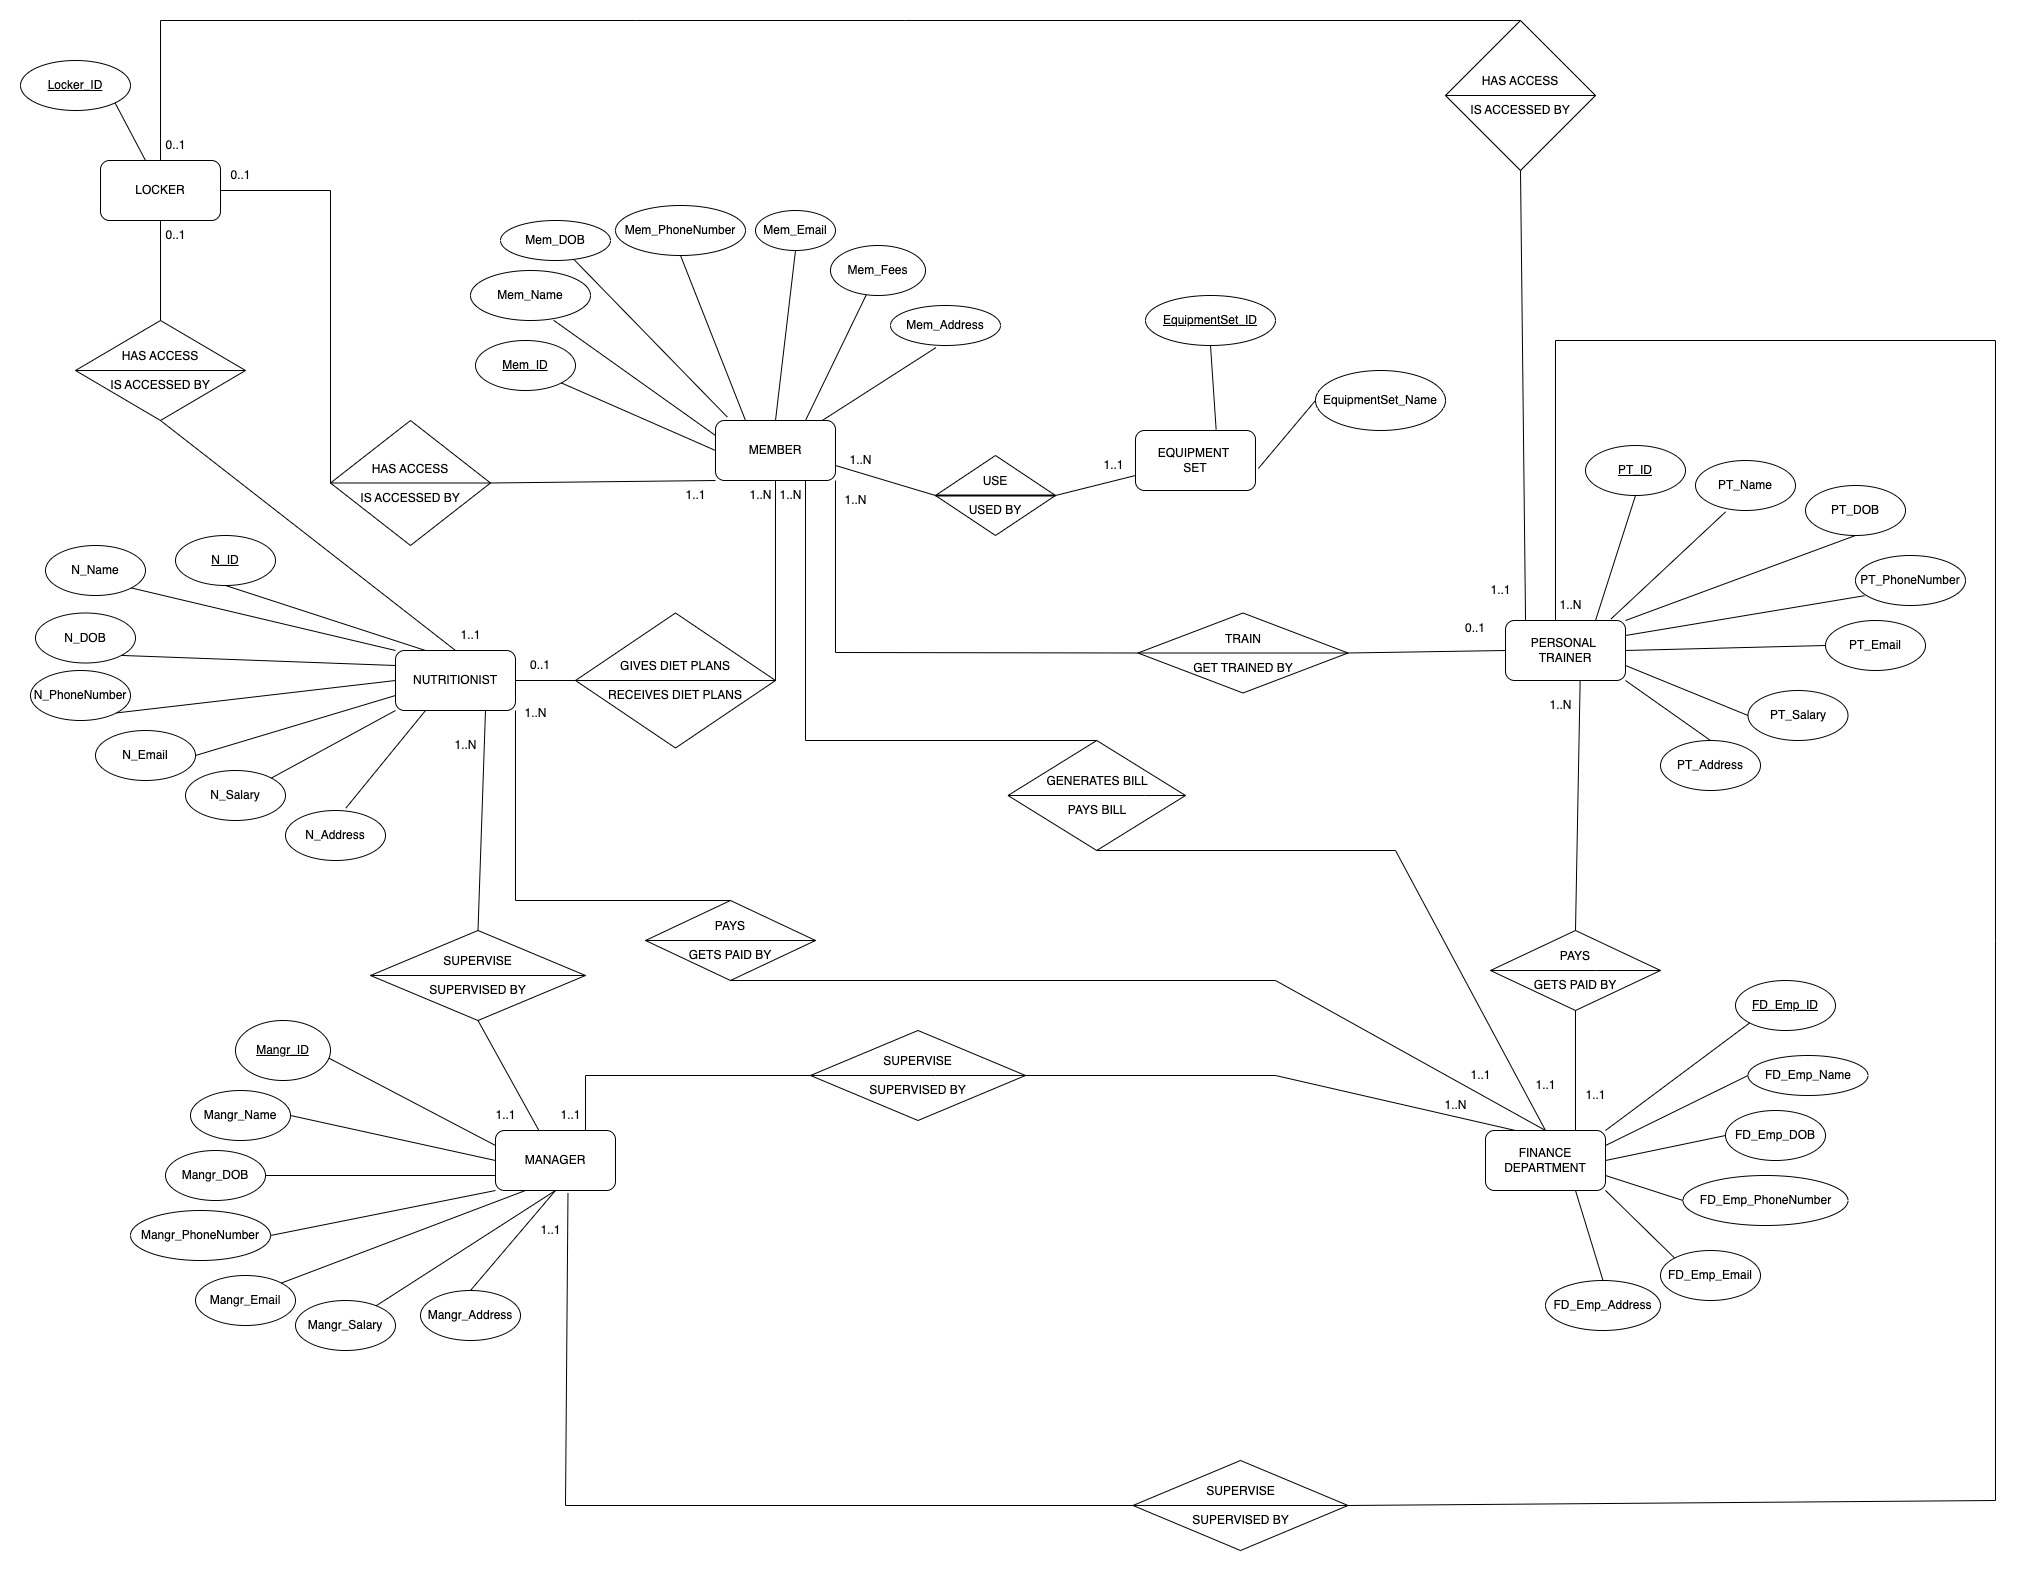 HAS ACCESS
IS ACCESSED BY
Locker_ID
0..1
LOCKER
0..1
0..1
Mem_DOB
Mem_PhoneNumber
Mem_Email
Mem_Fees
Mem_Name
Mem_Address
Mem_ID
EquipmentSet_ID
EquipmentSet_Name
HAS ACCESS
IS ACCESSED BY
HAS ACCESS
IS ACCESSED BY
MEMBER
1..1
1..N
1..N
1..N
1..N
USE
USED BY
1..1
EQUIPMENT
SET
PT_ID
PT_Name
PT_DOB
PT_PhoneNumber
PT_Email
PT_Salary
PT_Address
1..1
1..N
0..1
PERSONAL
TRAINER
1..N
TRAIN
GET TRAINED BY
N_Name
N_ID
N_DOB
N_PhoneNumber
N_Email
N_Salary
N_Address
1..1
NUTRITIONIST
0..1
1..N
1..N
GIVES DIET PLANS
RECEIVES DIET PLANS
GENERATES BILL
PAYS BILL
PAYS
GETS PAID BY
PAYS
GETS PAID BY
SUPERVISE
SUPERVISED BY
SUPERVISE
SUPERVISED BY
Mangr_ID
Mangr_Name
Mangr_DOB
Mangr_PhoneNumber
Mangr_Email
Mangr_Salary
Mangr_Address
1..1
1..1
MANAGER
1..1
1..1
1..1
1..1
1..N
FINANCE
DEPARTMENT
FD_Emp_ID
FD_Emp_Name
FD_Emp_DOB
FD_Emp_PhoneNumber
FD_Emp_Email
FD_Emp_Address
SUPERVISE
SUPERVISED BY